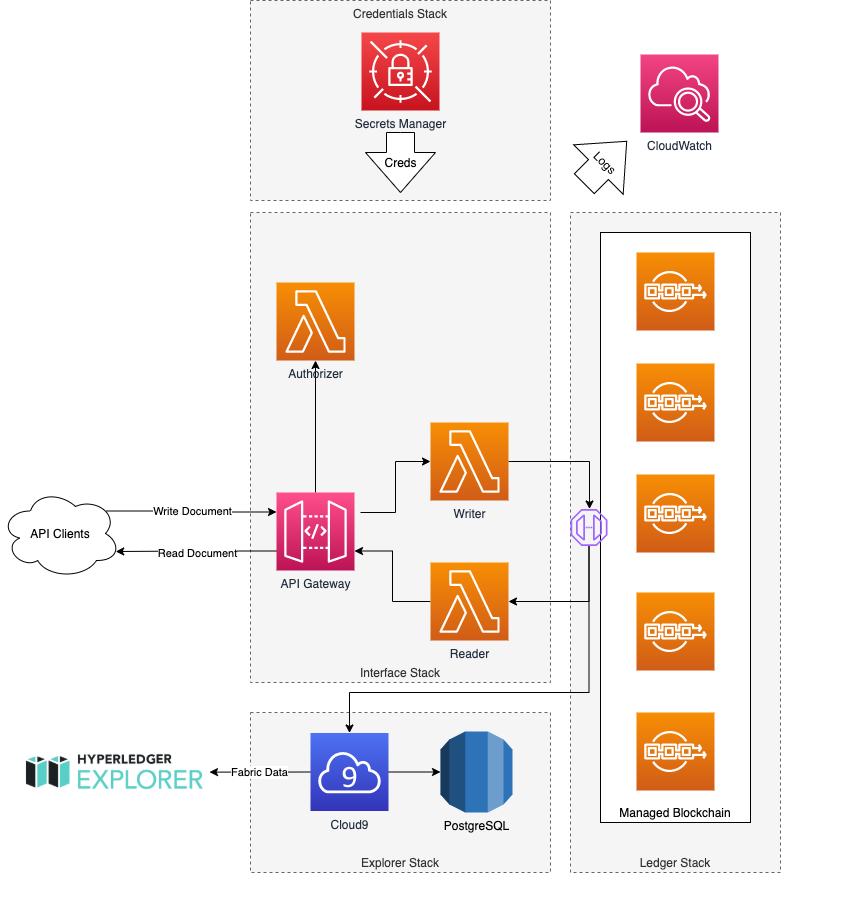 Credentials Stack
Secrets Manager
Creds
CloudWatch
Logs
Authorizer
Writer
Write Document
API Clients
Read Document
API Gateway
Reader
Interface Stack
HYPERLEDGER
EXPLORER
Fabric Data
9
Cloud9
PostgreSQL
Explorer Stack
Managed Blockchain
Ledger Stack